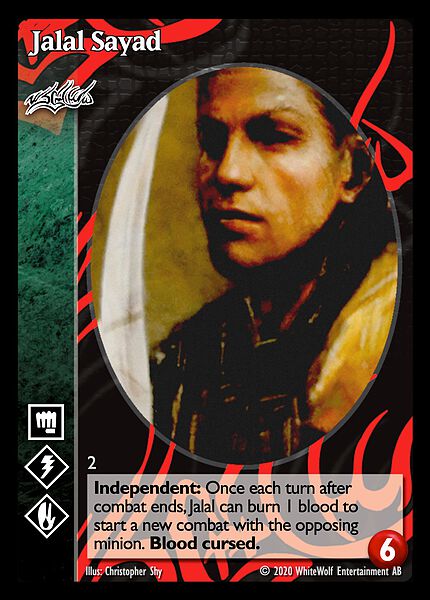 Jalal Sayad
2
Independent: Once each turn after
combat ends, Jalal can burn 1 blood to
start a new combat with the opposing
minion. Blood cursed.
6
Illus: Christopher Shy
© 2020 WhiteWolf Entertainment AB